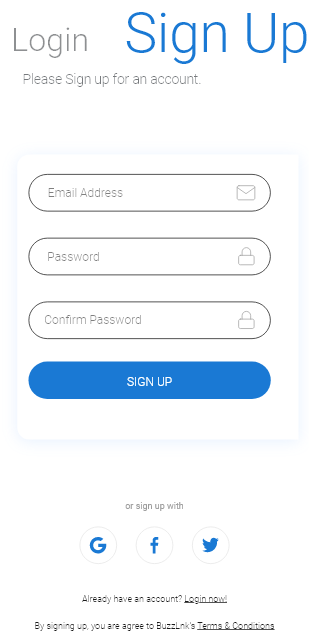 Login Sign Up
Please Sign up for an account.
Email Address
Password
Confirm Password
SIGN UP
or sign up with
Already have an account? Login now!
By signing up, you are agree to BuzzLnk's Terms & Conditions